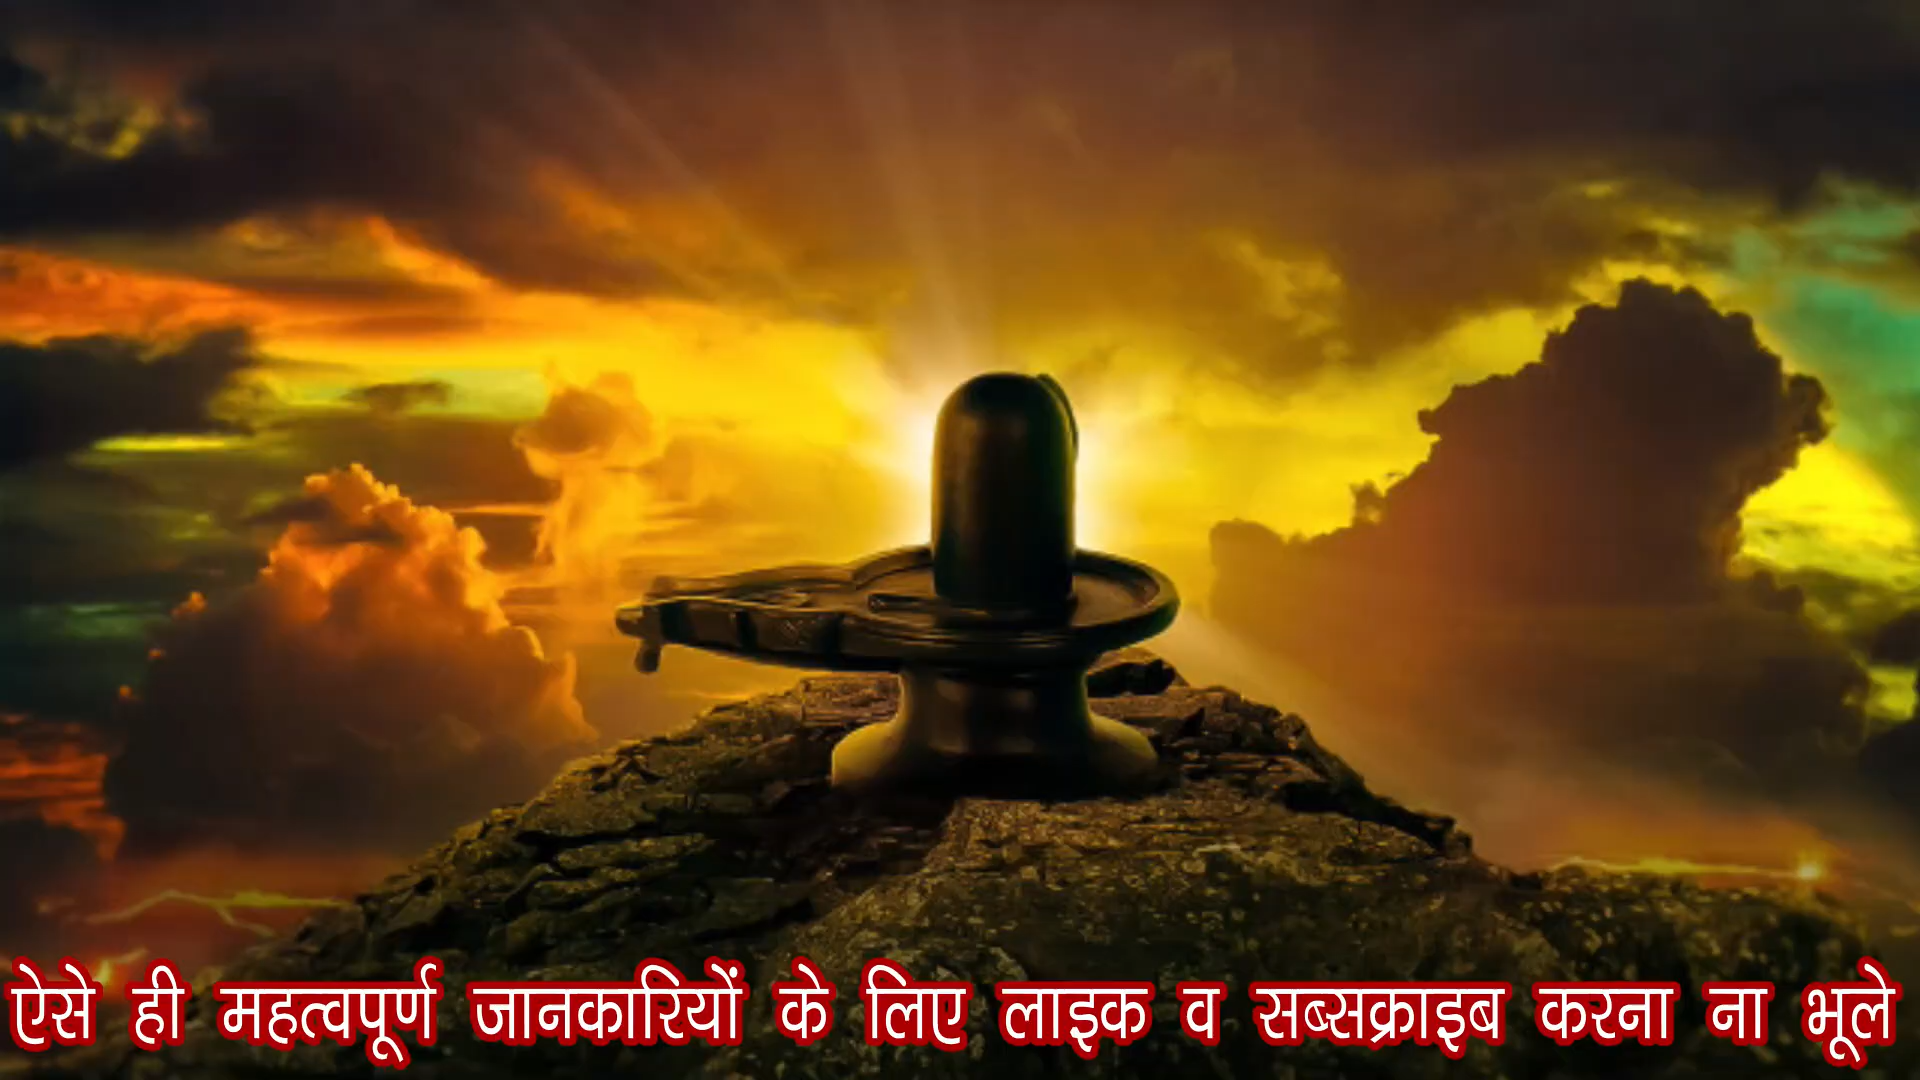 ऐसे ही महत्वपूर्ण जानकारियों के लिए लाइक व सब्सक्राइब करना ना भूले